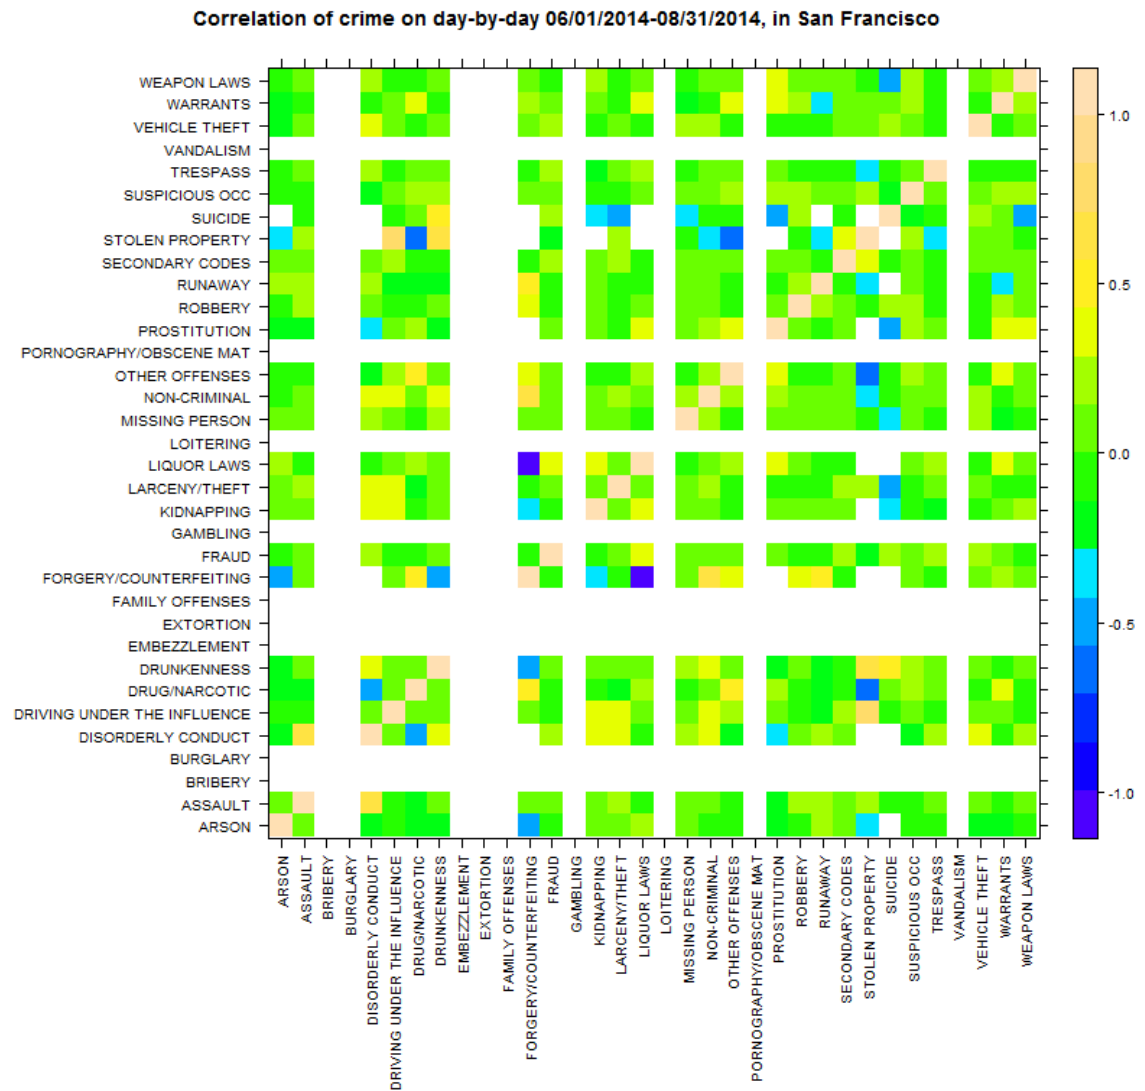 Correlation of crime on day-by-day 06/01/2014-08/31/2014, in San Francisco
WEAPON LAWS
WARRANTS
VEHICLE THEFT
VANDALISM
TRESPASS
SUSPICIOUS OCC
SUICIDE
STOLEN PROPERTY
SECONDARY CODES
RUNAWAY
ROBBERY
PROSTITUTION
PORNOGRAPHY/OBSCENE MAT
OTHER OFFENSES
NON-CRIMINAL
MISSING PERSON
LOITERING
LIQUOR LAWS
LARCENY/THEFT
KIDNAPPING
GAMBLING
FRAUD
FORGERY/COUNTERFEITING
FAMILY OFFENSES
EXTORTION
EMBEZZLEMENT
DRUNKENNESS
DRUG/NARCOTIC
DRIVING UNDER THE INFLUENCE
DISORDERLY CONDUCT
BURGLARY
BRIBERY
ASSAULT
ARSON
ARSON
ASSAULT
BRIBERY
BURGLARY
DISORDERLY CONDUCT
DRIVING UNDER THE INFLUENCE
DRUG/NARCOTIC
DRUNKENNESS
EMBEZZLEMENT
EXTORTION
FAMILY OFFENSES
FORGERY/COUNTERFEITING
FRAUD
GAMBLING
KIDNAPPING
LARCENY/THEFT
LIQUOR LAWS
LOITERING
MISSING PERSON
NON-CRIMINAL
OTHER OFFENSES
PORNOGRAPHY/OBSCENE MAT
PROSTITUTION
ROBBERY
RUNAWAY
SECONDARY CODES
STOLEN PROPERTY
SUICIDE
SUSPICIOUS OCC
TRESPASS
VANDALISM
VEHICLE THEFT
WARRANTS
WEAPON LAWS
1.0
0.5
0.0
-0.5
-1.0